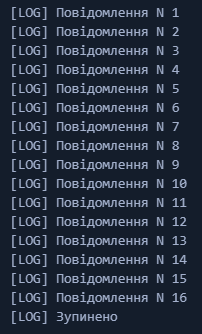 [LOG] Повідомлення N 1
[LOG] Повідомлення N 2
[LOG] Повідомлення N 3
[LOG] Повідомлення N 4
[LOG] Повідомлення N 5
[LOG] Повідомлення N 6
[LOG] Повідомлення N 7
[LOG] Повідомлення N 8
[LOG] Повідомлення N 9
[LOG] Повідомлення N 10
[LOG] Повідомлення N 11
[LOG] Повідомлення N 12
[LOG] Повідомлення N 13
[LOG] Повідомлення N 14
[LOG] Повідомлення N 15
[LOG] Повідомлення N 16
[LOG] Зупинено